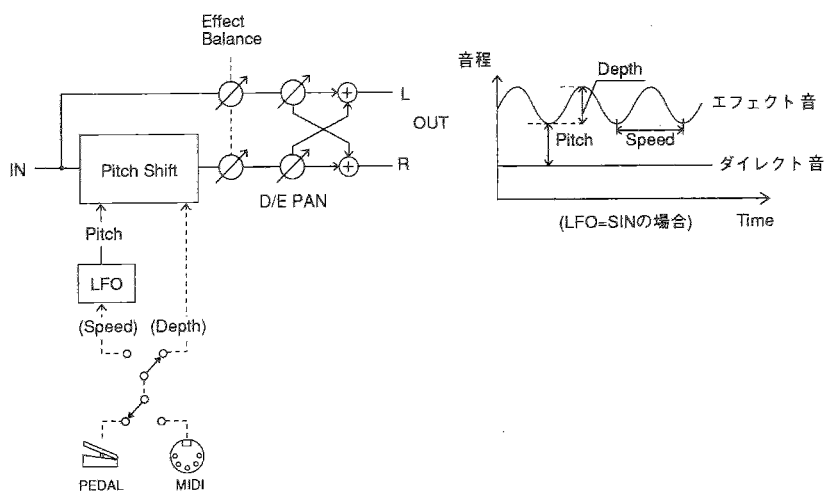 Effect
Balance
L
OUT
IN
Pitch Shift
R
D/E PAN
Pitch
LFO
(Speed) (Depth)
PEDAL
MIDI
音程
Depth
エフェクト音
Pitch
Speed
ダイレクト音
(LFO=SINの場合)
Time